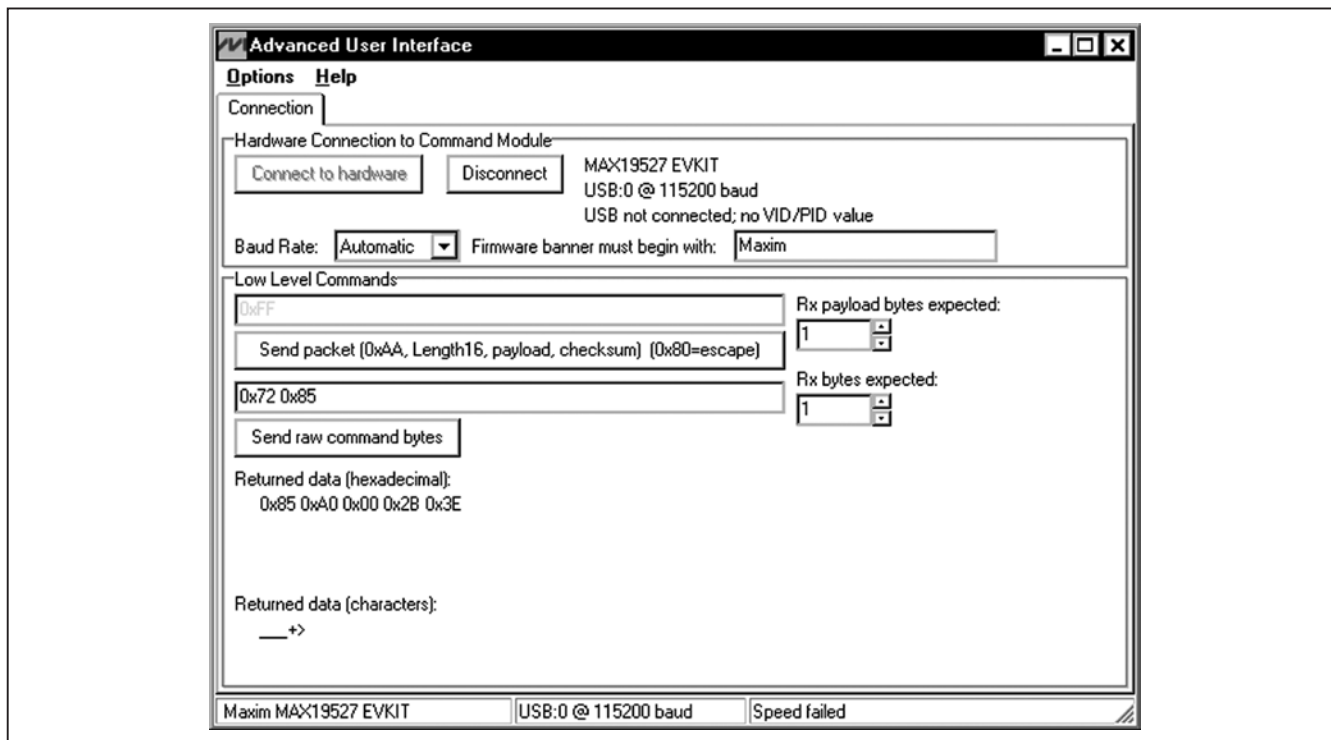 Advanced User Interface
Options Help
Connection
Hardware Connection to Command Module
Connect to hardware Disconnect MAX19527 EVKIT
USB:0 @ 115200 baud
USB not connected; no VID/PID value
Baud Rate: Automatic Firmware banner must begin with: Maxim
Low Level Commands
0xFF
Rx payload bytes expected:
1
Send packet (0xAA, Length16, payload, checksum) (0x80=escape)
Rx bytes expected:
0x72 0x85
1
Send raw command bytes
Returned data (hexadecimal):
0x85 0xA0 0x00 0x2B 0x3E
Returned data (characters):
___+>
Maxim MAX19527 EVKIT USB:0 @ 115200 baud Speed failed